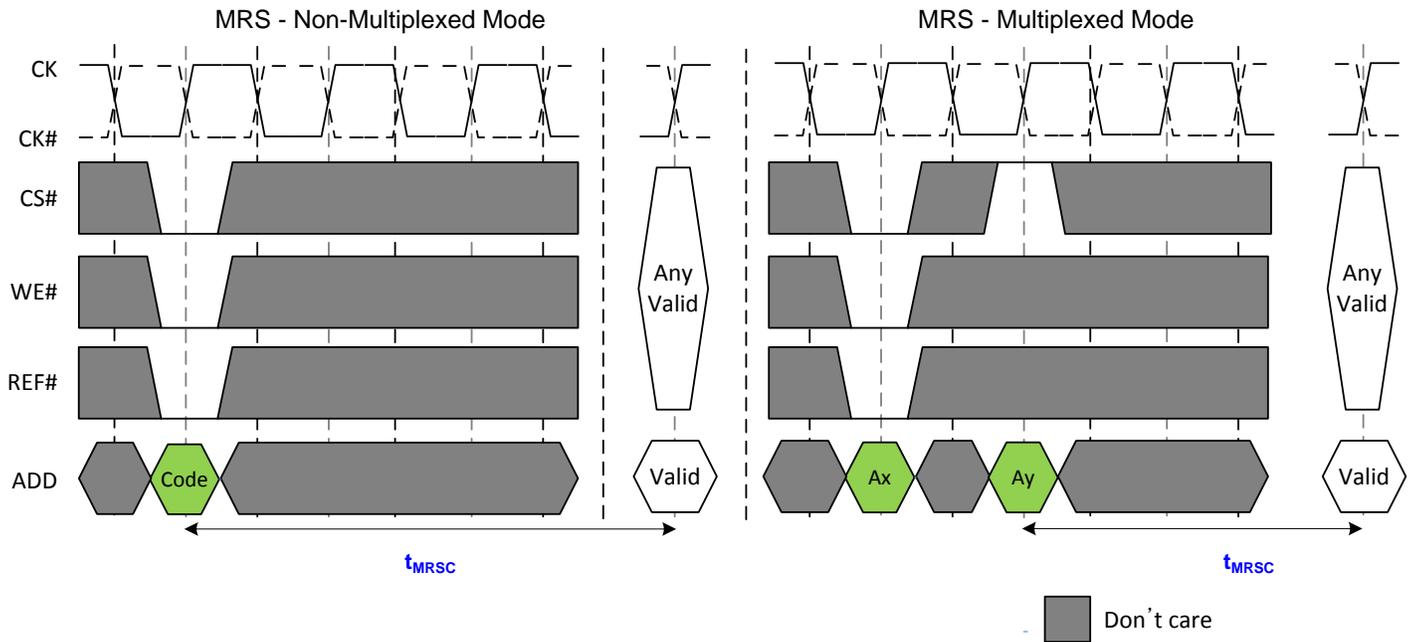 MRS - Non-Multiplexed Mode
MRS - Multiplexed Mode
CK
CK#
CS#
WE#
Any
Valid
Any
Valid
REF#
ADD
Code
Valid
Ax
Ay
Valid
tMRSC
tMRSC
Don't care